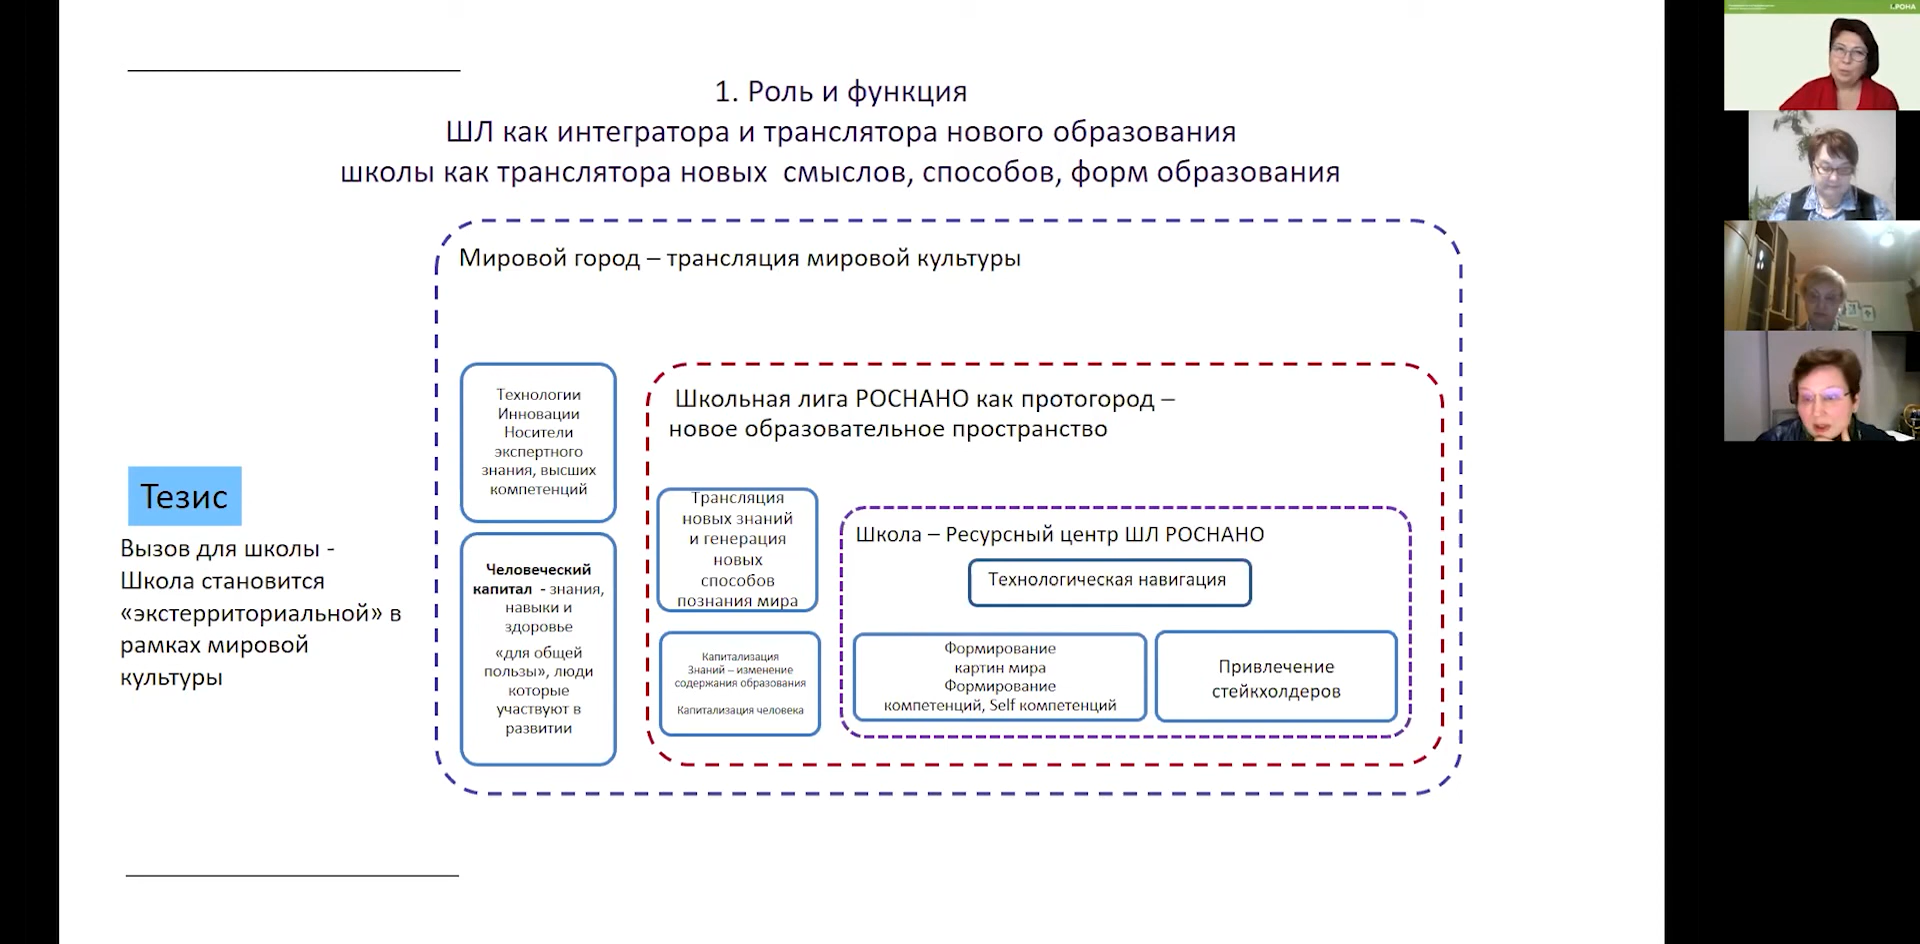 1. Роль и функция
ШЛ как интегратора и транслятора нового образования
школы как транслятора новых смыслов, способов, форм образования
Мировой город – трансляция мировой культуры
Технологии
Инновации
Носители
экспертного
знания, высших
компетенций
Человеческий
капитал - знания,
навыки и
здоровье
«для общей
пользы», люди
которые
участвуют в
развитии
Школьная лига РОСНАНО как протогород –
новое образовательное пространство
Трансляция
новых знаний
и генерация
новых
способов
познания мира
Капитализация
Знаний – изменение
содержания образования
Капитализация человека
Школа – Ресурсный центр ШЛ РОСНАНО
Технологическая навигация
Формирование
картин мира
Формирование
компетенций, Self компетенций
Привлечение
стейкхолдеров
Тезис
Вызов для школы -
Школа становится
«экстерриториальной» в
рамках мировой
культуры